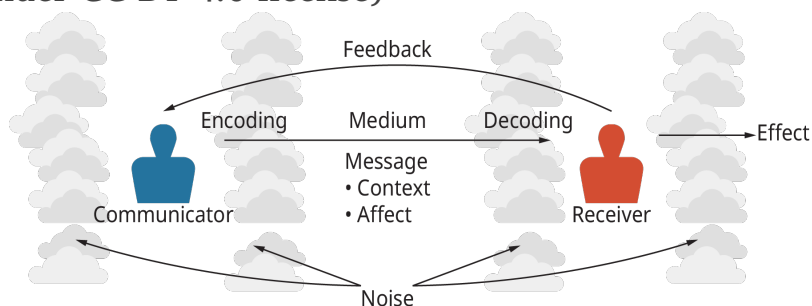 Feedback
Encoding
Medium
Decoding
Effect
Message
• Context
• Affect
Communicator
Receiver
Noise